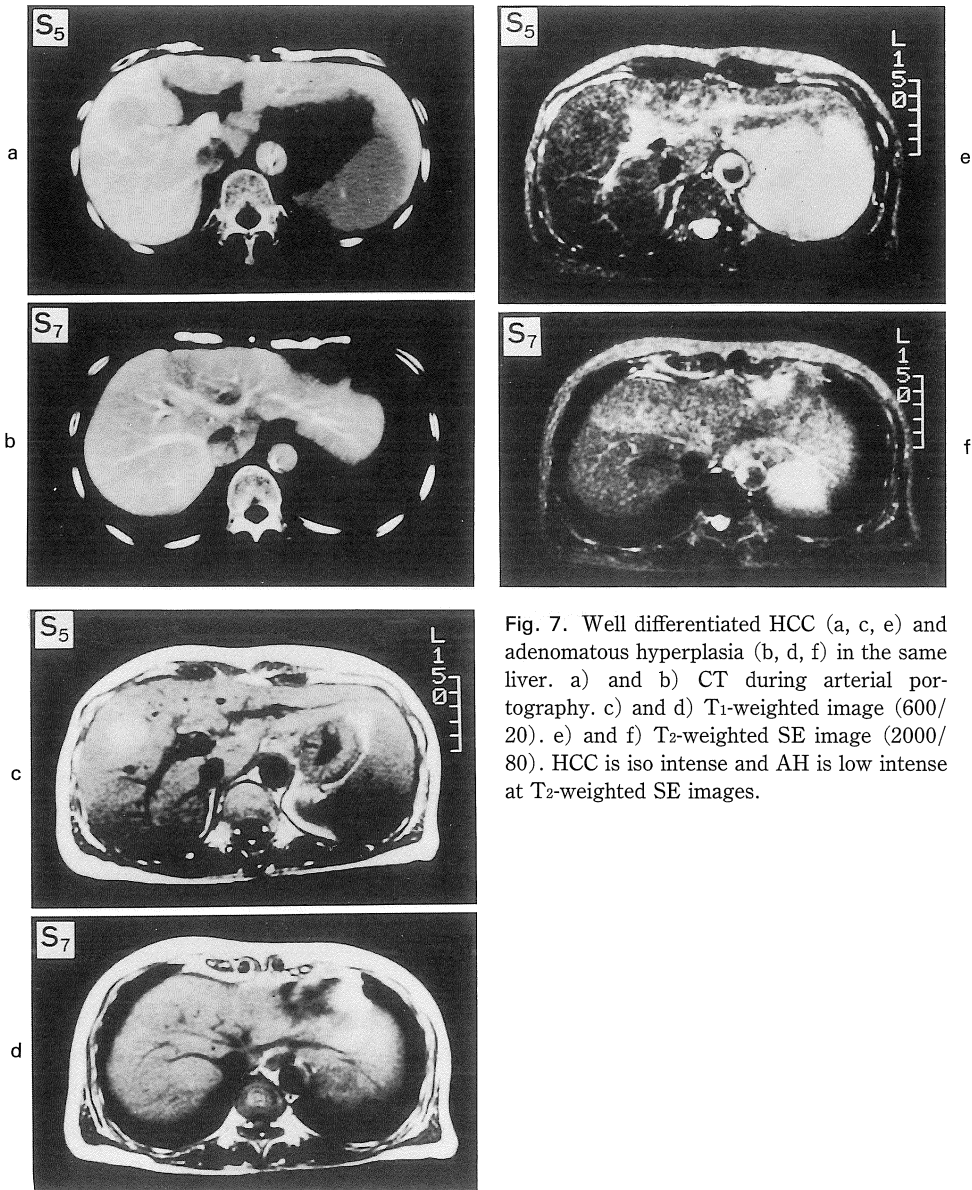 S5
a
S5
L
1
5
0
e
S7
b
S7
L
1
5
0
f
S5
L
1
5
0
c
S7
d
Fig. 7. Well differentiated HCC (a, c, e) and
adenomatous hyperplasia (b, d, f) in the same
liver. a) and b) CT during arterial por-
tography. c) and d) T1-weighted image (600/
20). e) and f) T2-weighted SE image (2000/
80). HCC is iso intense and AH is low intense
at T2-weighted SE images.